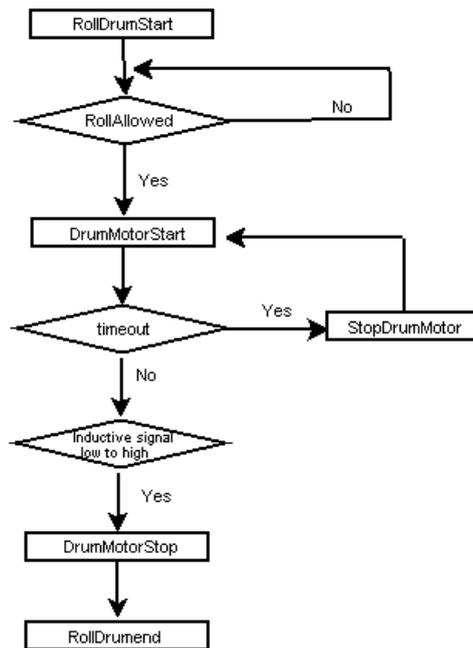 RollDrumStart
RollAllowed
No
Yes
DrumMotorStart
timeout
Yes
StopDrumMotor
No
Inductive signal
low to high
Yes
DrumMotorStop
RollDrumend